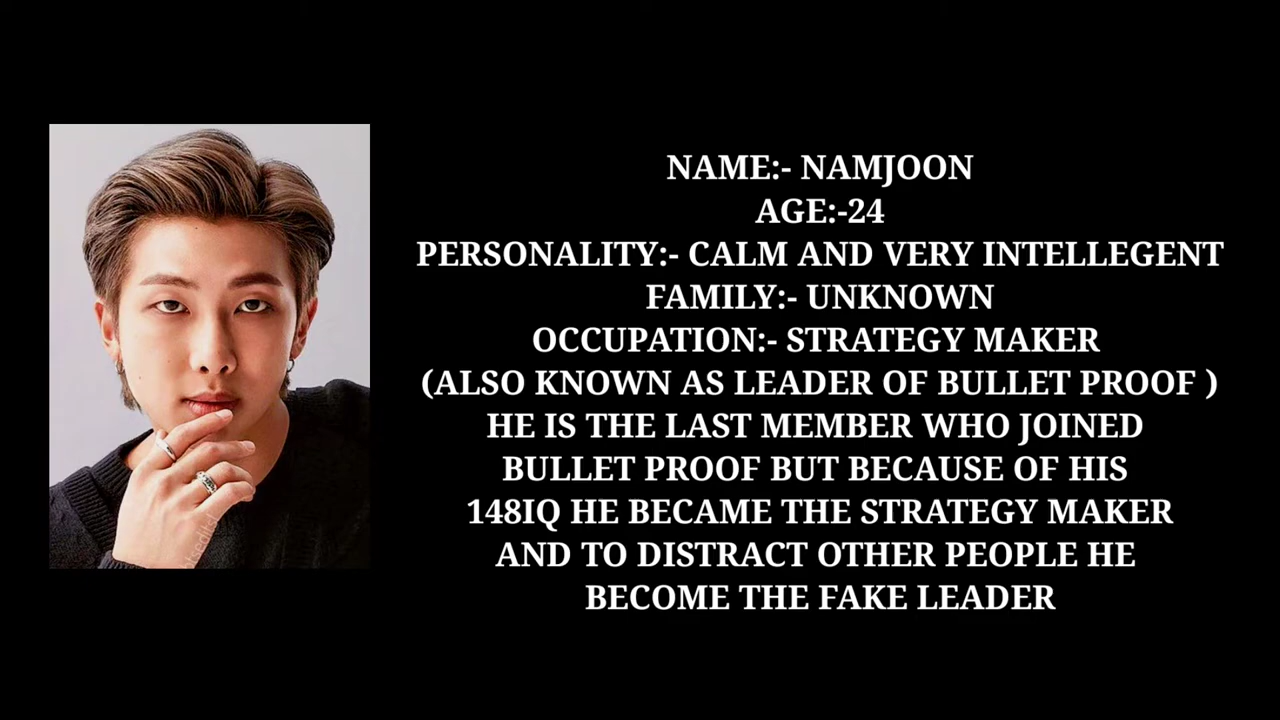 NAME:- NAMJOON
AGE:-24
PERSONALITY:- CALM AND VERY INTELLEGENT
FAMILY:- UNKNOWN
OCCUPATION:- STRATEGY MAKER
(ALSO KNOWN AS LEADER OF BULLET PROOF )
HE IS THE LAST MEMBER WHO JOINED
BULLET PROOF BUT BECAUSE OF HIS
148IQ HE BECAME THE STRATEGY MAKER
AND TO DISTRACT OTHER PEOPLE HE
BECOME THE FAKE LEADER